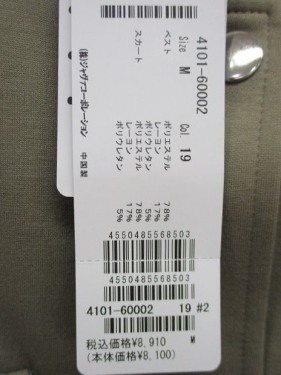 4101-60002
Size M Col. 19
ベスト
ポリエステル 78%
レーヨン 17%
ポリウレタン 5%
スカート
ポリエステル 78%
レーヨン 17%
ポリウレタン 5%
(株)ジャヴァコーポレーション 中国製
4550485568503
4550485568503
4101-60002 19 #2
税込価格¥8,910 M
(本体価格¥8,100)